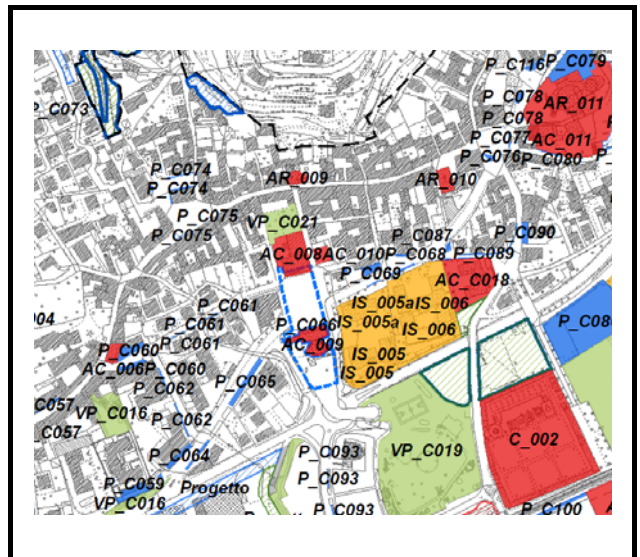 P_C116 P_C079
P_C073
P_C078
AR_011
P_C078
P_C077
AC_011
P_C076
P_C080
P_C074
P_C074
AR_009
AR_010
P_C075
VP_C021
P_C075
P_C087
P_C090
AC_008 AC_010 P_C068
P_C089
P_C069
AC_C018
P_C061
IS_005a IS_006
P_C061
P_C066
IS_005a
IS_006
P_C061
AC_009
P_C060
IS_005
AC_006 P_C060
P_C065
IS_005
P_C062
C057
VP_C016
P_C062
C057
C_002
P_C064
P_C093
VP_C019
P_C093
P_C059
Progetto
VP_C016
P_C093
P_C100